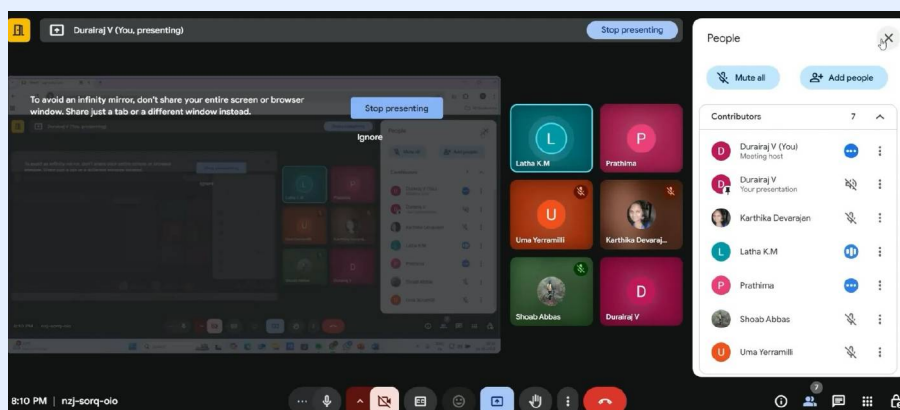 Durairaj V (You, presenting)
Stop presenting
To avoid an infinity mirror, don't share your entire screen or browser
window. Share just a tab or a different window instead.
Stop presenting
Ignore
Latha K.M
Prathima
Uma Yerramilli
Karthika Devaraj...
Shoab Abbas
Durairaj V
People
Mute all
Add people
Contributors 7
Durairaj V (You)
Meeting host
Durairaj V
Your presentation
Karthika Devarajan
Latha K.M
Prathima
Shoab Abbas
Uma Yerramilli
8:10 PM | nzj-sorq-oio
7